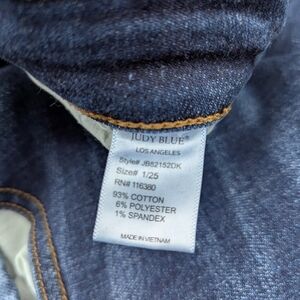 JUDY BLUE®
LOS ANGELES
Style# JB82152DK
Size# 1/25
RN# 116380
93% COTTON
6% POLYESTER
1% SPANDEX
MADE IN VIETNAM